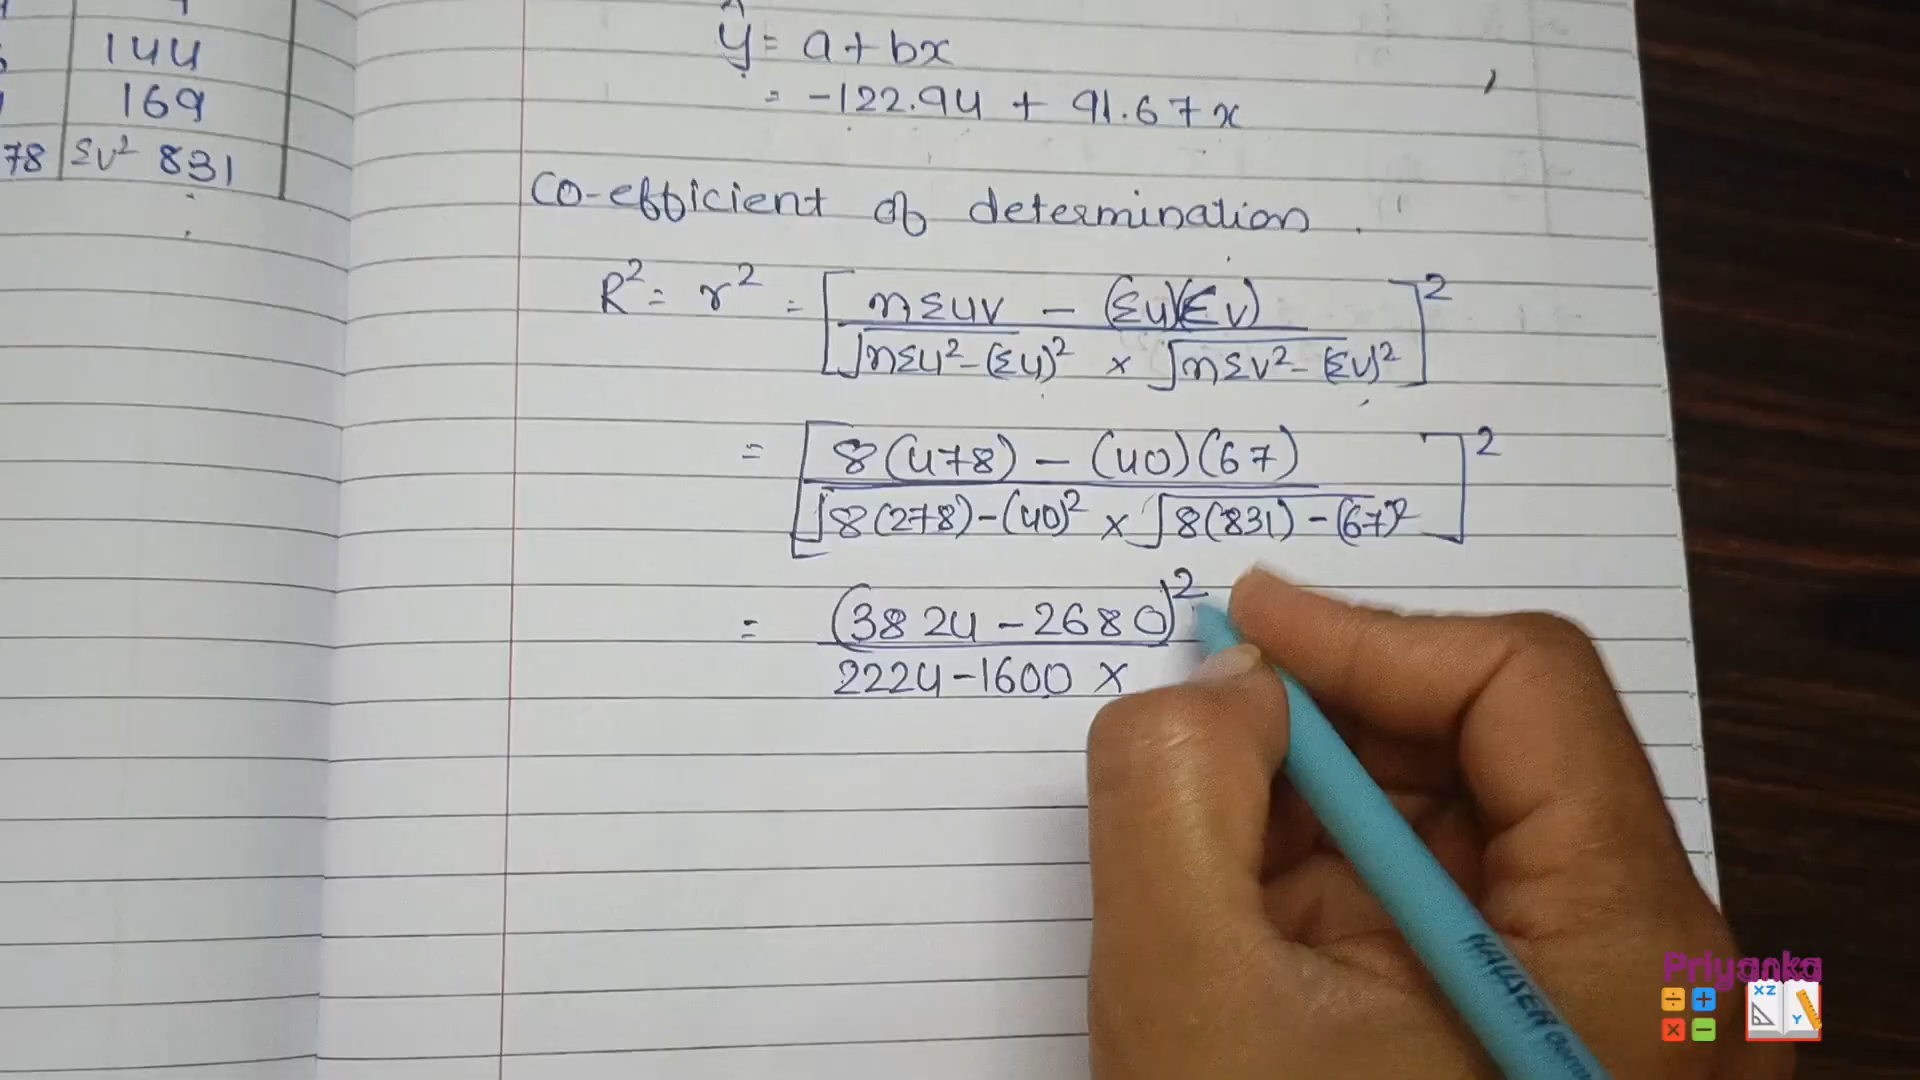 144
169
78 Σv² 831
ŷ = a + bx
= -122.94 + 91.67x
CO-efficient of determination.
R² = r² = [nΣuv - (Σu)(Σv) / √nΣu² - (Σu)² × √nΣv² - (Σv)²]²
= [8(478) - (40)(67) / √8(278) - (40)² × √8(831) - (67)²]²
= (3824 - 2680)²
2224 - 1600 ×
HAUSER
Priyanka
XZ
Y